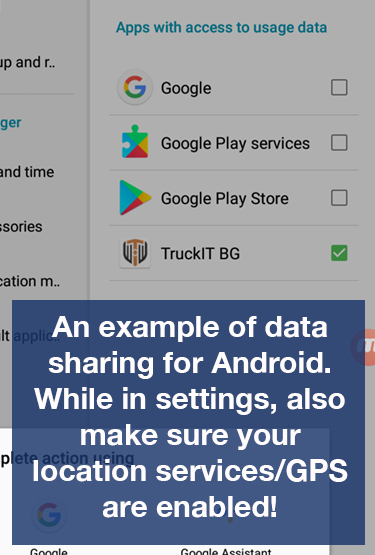 Apps with access to usage data
up and r..
Google
ger
Google Play services
and time
Google Play Store
ssories
TruckIT BG
cation m..
An example of data
sharing for Android.
While in settings, also
make sure your
location services/GPS
are enabled!
ult applic..
plete action using
Google
Google Assistant